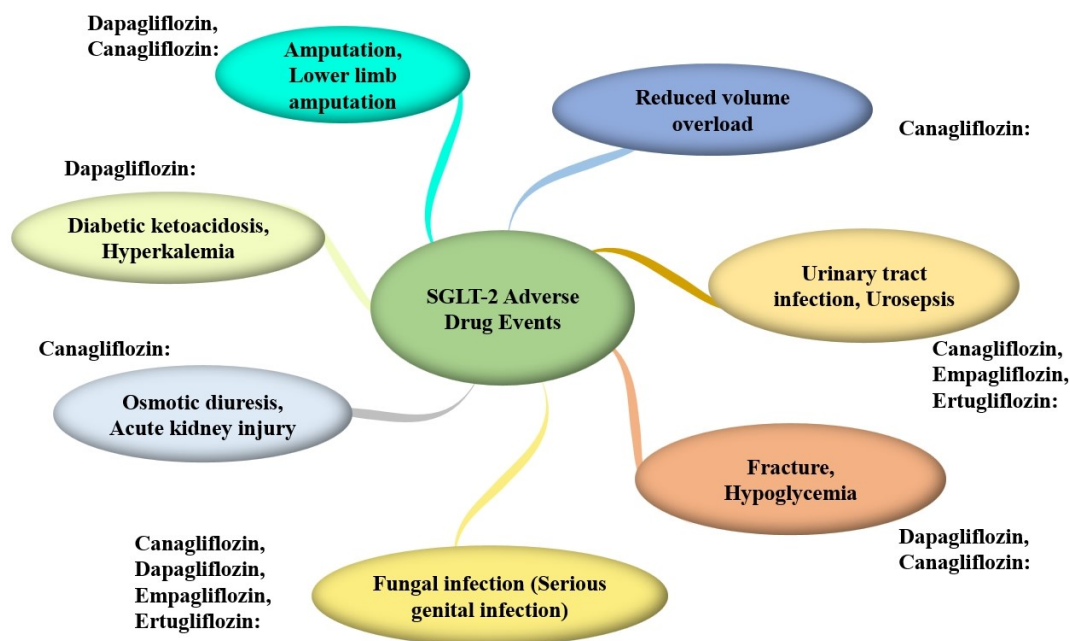 Dapagliflozin,
Canagliflozin:
Amputation,
Lower limb
amputation
Reduced volume
overload
Canagliflozin:
Dapagliflozin:
Diabetic ketoacidosis,
Hyperkalemia
SGLT-2 Adverse
Drug Events
Urinary tract
infection, Urosepsis
Canagliflozin,
Empagliflozin,
Ertugliflozin:
Canagliflozin:
Osmotic diuresis,
Acute kidney injury
Fracture,
Hypoglycemia
Dapagliflozin,
Canagliflozin:
Canagliflozin,
Dapagliflozin,
Empagliflozin,
Ertugliflozin:
Fungal infection (Serious
genital infection)